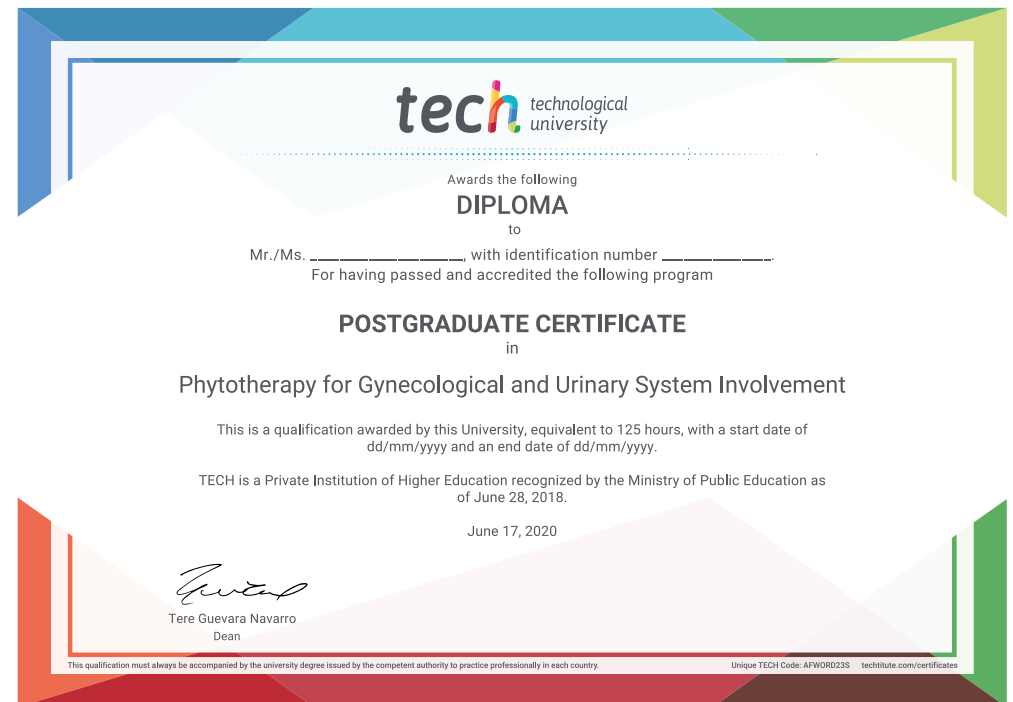 tech technological
university
Awards the following
DIPLOMA
to
Mr./Ms. __________________, with identification number _____________.
For having passed and accredited the following program
POSTGRADUATE CERTIFICATE
in
Phytotherapy for Gynecological and Urinary System Involvement
This is a qualification awarded by this University, equivalent to 125 hours, with a start date of
dd/mm/yyyy and an end date of dd/mm/yyyy.
TECH is a Private Institution of Higher Education recognized by the Ministry of Public Education as
of June 28, 2018.
June 17, 2020
Tere Guevara Navarro
Dean
This qualification must always be accompanied by the university degree issued by the competent authority to practice professionally in each country.
Unique TECH Code: AFWORD23S techtitute.com/certificates